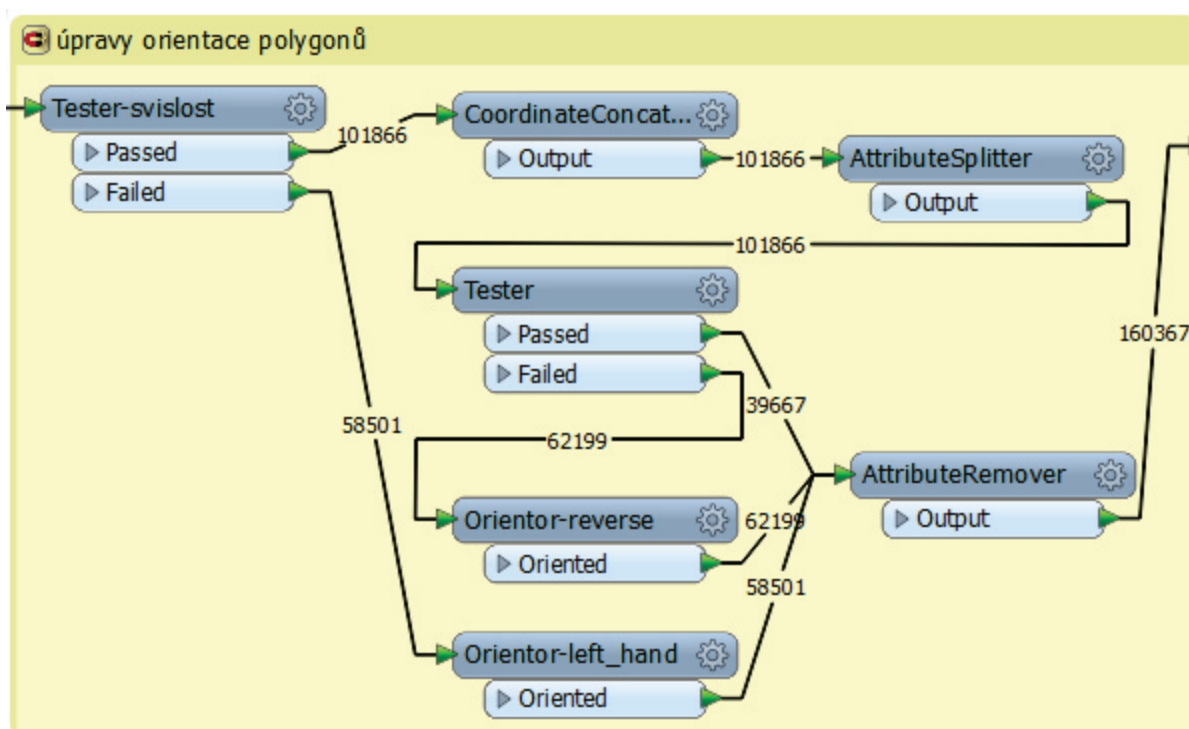 úpravy orientace polygonů
Tester-svislost
Passed
Failed
101866
CoordinateConcat...
Output
101866
AttributeSplitter
Output
101866
Tester
Passed
Failed
39667
62199
58501
160367
Orientor-reverse
Oriented
62199
58501
AttributeRemover
Output
Orientor-left_hand
Oriented